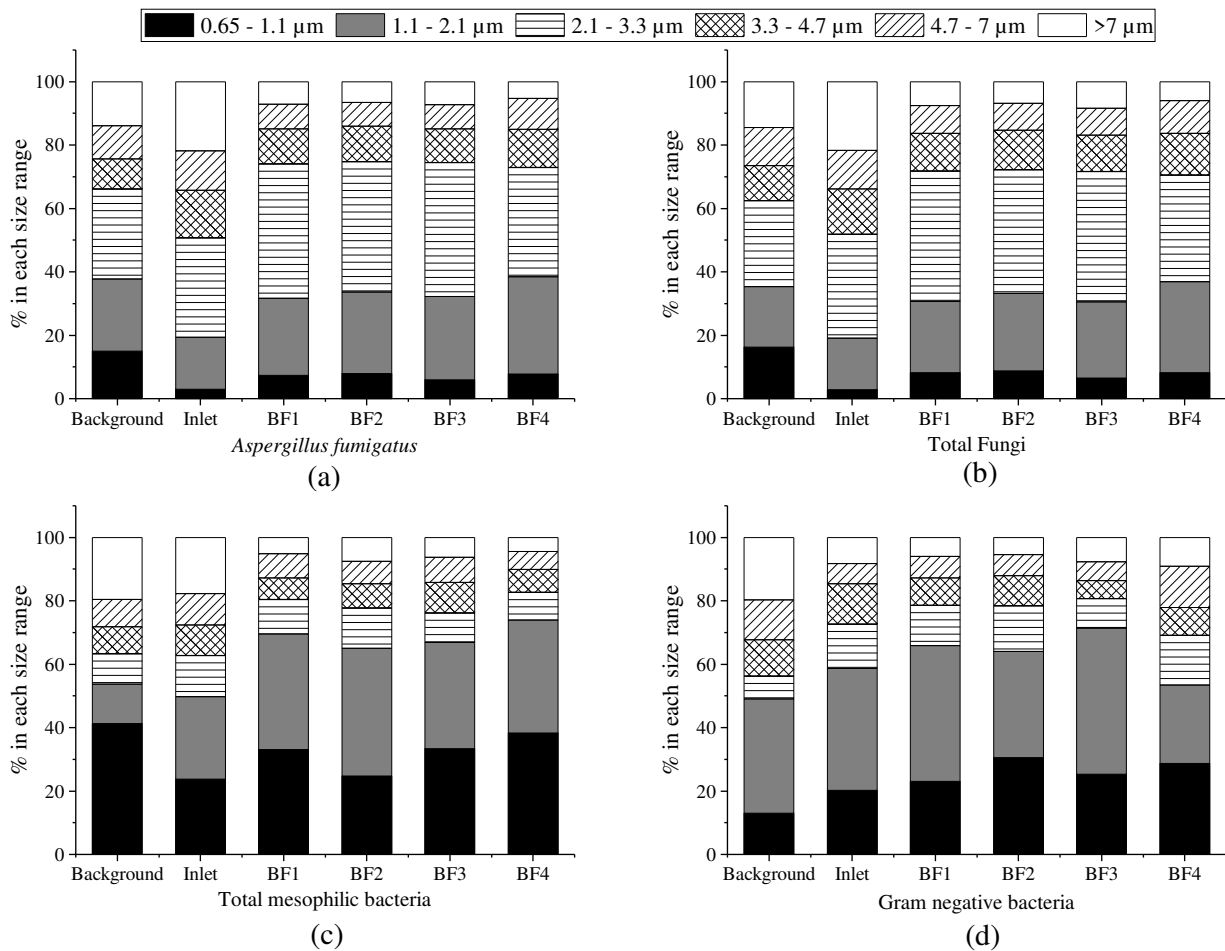 0.65 - 1.1 µm 1.1 - 2.1 µm 2.1 - 3.3 µm 3.3 - 4.7 µm 4.7 - 7 µm >7 µm
% in each size range
100
80
60
40
20
0
Background Inlet BF1 BF2 BF3 BF4
Aspergillus fumigatus
(a)
% in each size range
100
80
60
40
20
0
Background Inlet BF1 BF2 BF3 BF4
Total Fungi
(b)
% in each size range
100
80
60
40
20
0
Background Inlet BF1 BF2 BF3 BF4
Total mesophilic bacteria
(c)
% in each size range
100
80
60
40
20
0
Background Inlet BF1 BF2 BF3 BF4
Gram negative bacteria
(d)